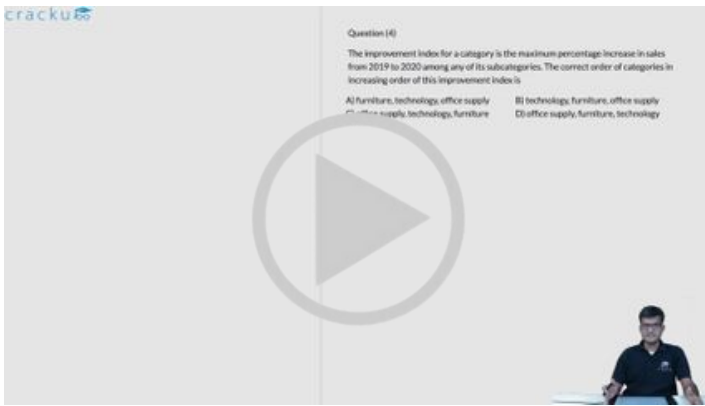 cracku
Question (4)
The improvement index for a category is the maximum percentage increase in sales
from 2019 to 2020 among any of its subcategories. The correct order of categories in
increasing order of this improvement index is
A) furniture, technology, office supply B) technology, furniture, office supply
C) office supply, technology, furniture D) office supply, furniture, technology